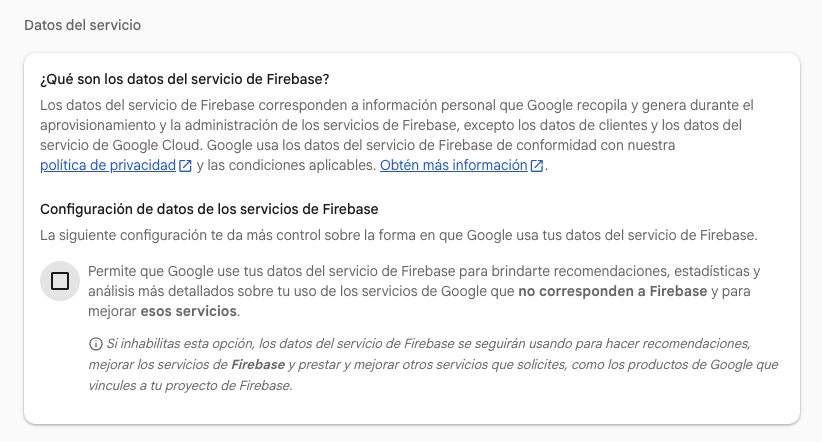 Datos del servicio
¿Qué son los datos del servicio de Firebase?
Los datos del servicio de Firebase corresponden a información personal que Google recopila y genera durante el
aprovisionamiento y la administración de los servicios de Firebase, excepto los datos de clientes y los datos del
servicio de Google Cloud. Google usa los datos del servicio de Firebase de conformidad con nuestra
política de privacidad y las condiciones aplicables. Obtén más información.
Configuración de datos de los servicios de Firebase
La siguiente configuración te da más control sobre la forma en que Google usa tus datos del servicio de Firebase.
Permite que Google use tus datos del servicio de Firebase para brindarte recomendaciones, estadísticas y
análisis más detallados sobre tu uso de los servicios de Google que no corresponden a Firebase y para
mejorar esos servicios.
Si inhabilitas esta opción, los datos del servicio de Firebase se seguirán usando para hacer recomendaciones,
mejorar los servicios de Firebase y prestar y mejorar otros servicios que solicites, como los productos de Google que
vincules a tu proyecto de Firebase.